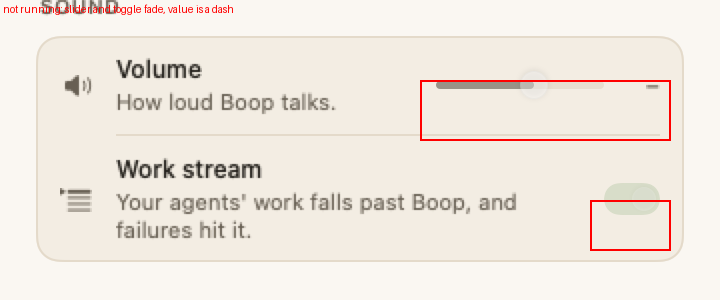 not running: slider and toggle fade, value is a dash
SOUND
Volume
How loud Boop talks.
Work stream
Your agents' work falls past Boop, and
failures hit it.